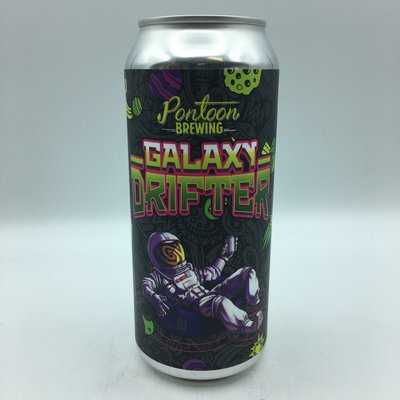 Pontoon
BREWING
GALAXY
DRIFTER